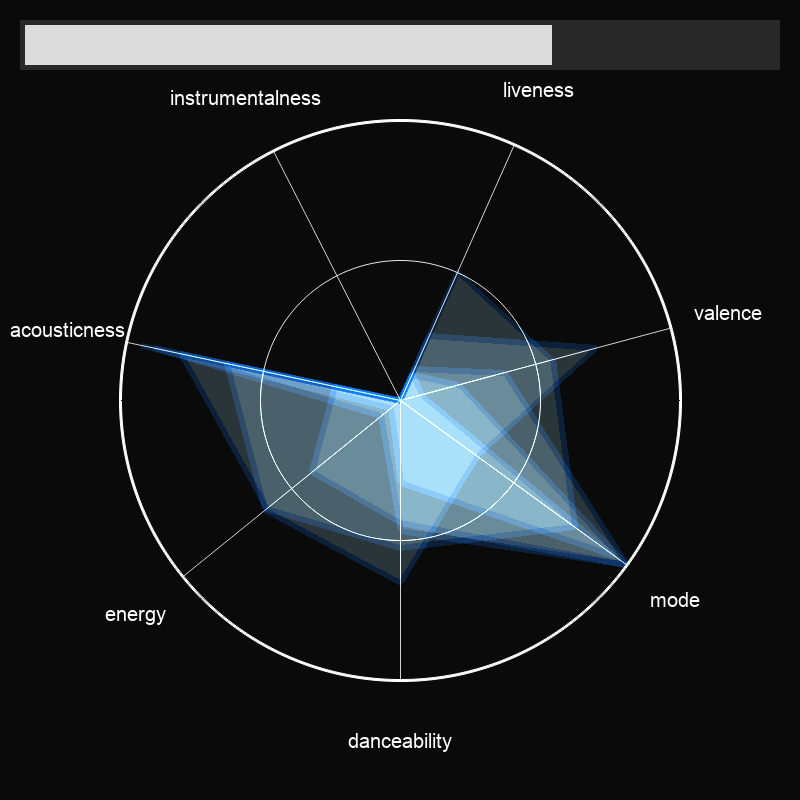 liveness
instrumentalness
valence
acousticness
mode
energy
danceability